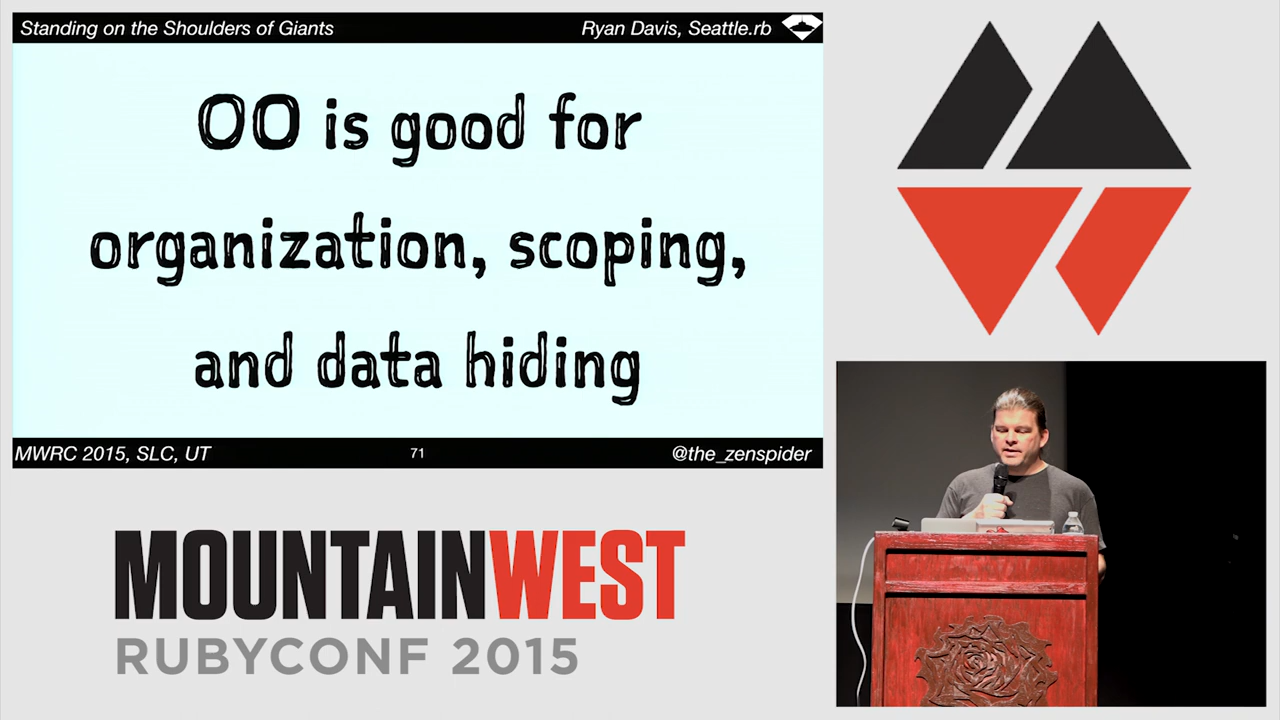 Standing on the Shoulders of Giants
Ryan Davis, Seattle.rb
OO is good for
organization, scoping,
and data hiding
MWRC 2015, SLC, UT
71
@the_zenspider
MOUNTAINWEST
RUBYCONF 2015